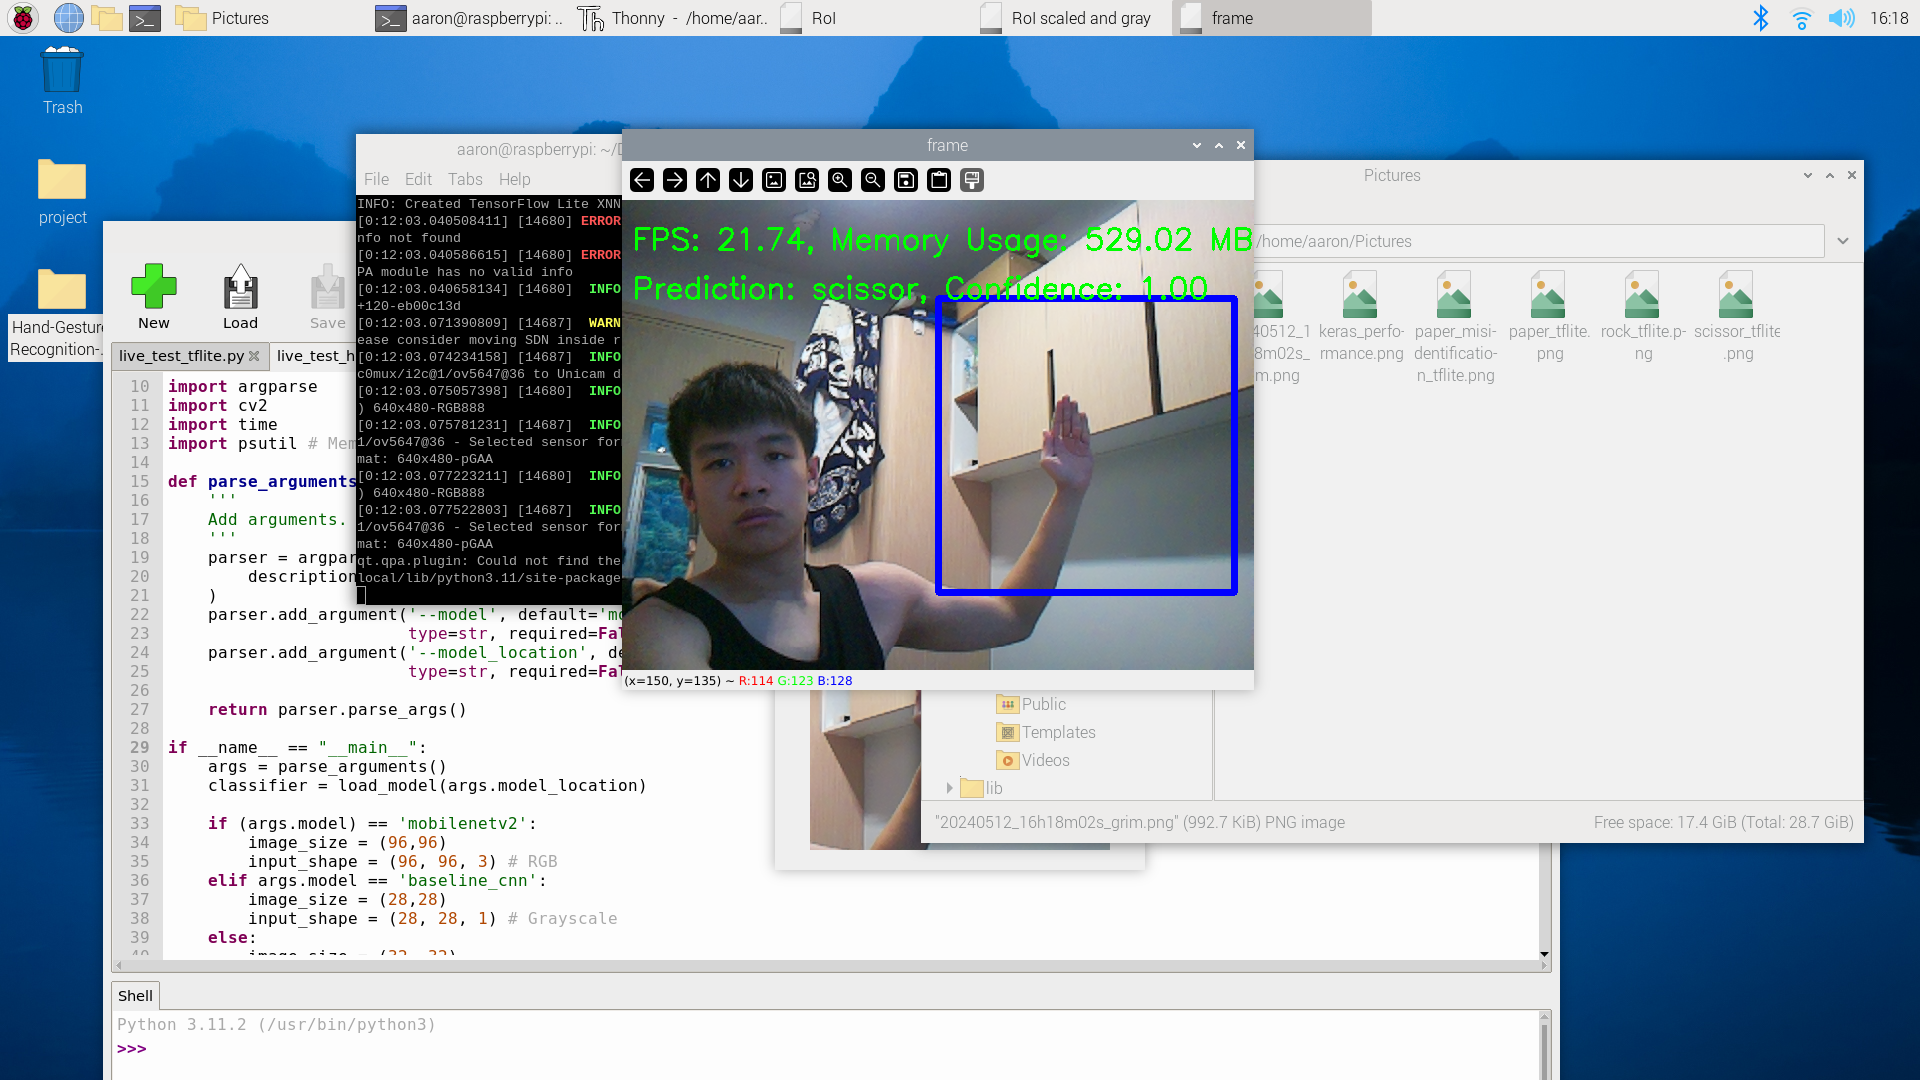 Pictures
aaron@raspberrypi: ..
Thonny - /home/aar..
RoI
RoI scaled and gray
frame
16:18
Trash
project
Hand-Gesture
Recognition-..
New
Load
Save
live_test_tflite.py
live_test_h
10 import argparse
11 import cv2
12 import time
13 import psutil # Mem
14
15 def parse_arguments
16 '''
17 Add arguments.
18 '''
19 parser = argpar
20 description
21 )
22 parser.add_argument('--model', default='mo
23 type=str, required=Fal
24 parser.add_argument('--model_location', de
25 type=str, required=Fal
26
27 return parser.parse_args()
28
29 if __name__ == "__main__":
30 args = parse_arguments()
31 classifier = load_model(args.model_location)
32
33 if (args.model) == 'mobilenetv2':
34 image_size = (96,96)
35 input_shape = (96, 96, 3) # RGB
36 elif args.model == 'baseline_cnn':
37 image_size = (28,28)
38 input_shape = (28, 28, 1) # Grayscale
39 else:
40 image_size = (32, 32)
Shell
Python 3.11.2 (/usr/bin/python3)
>>>
aaron@raspberrypi: ~/D
File Edit Tabs Help
INFO: Created TensorFlow Lite XNN
[0:12:03.040508411] [14680] ERROR
nfo not found
[0:12:03.040586615] [14680] ERROR
PA module has no valid info
[0:12:03.040658134] [14680] INFO
+120-eb00c13d
[0:12:03.071390809] [14687] WARN
ease consider moving SDN inside r
[0:12:03.074234158] [14687] INFO
c0mux/i2c@1/ov5647@36 to Unicam d
[0:12:03.075057398] [14680] INFO
) 640x480-RGB888
[0:12:03.075781231] [14687] INFO
1/ov5647@36 - Selected sensor for
mat: 640x480-pGAA
[0:12:03.077223211] [14680] INFO
) 640x480-RGB888
[0:12:03.077522803] [14687] INFO
1/ov5647@36 - Selected sensor for
mat: 640x480-pGAA
qt.qpa.plugin: Could not find the
local/lib/python3.11/site-package
frame
FPS: 21.74, Memory Usage: 529.02 MB
Prediction: scissor, Confidence: 1.00
(x=150, y=135) ~ R:114 G:123 B:128
Pictures
/home/aaron/Pictures
40512_1
8m02s_
m.png
keras_perfo-
rmance.png
paper_misi-
dentificatio-
n_tflite.png
paper_tflite.
png
rock_tflite.p-
ng
scissor_tflite
.png
Public
Templates
Videos
lib
"20240512_16h18m02s_grim.png" (992.7 KiB) PNG image
Free space: 17.4 GiB (Total: 28.7 GiB)